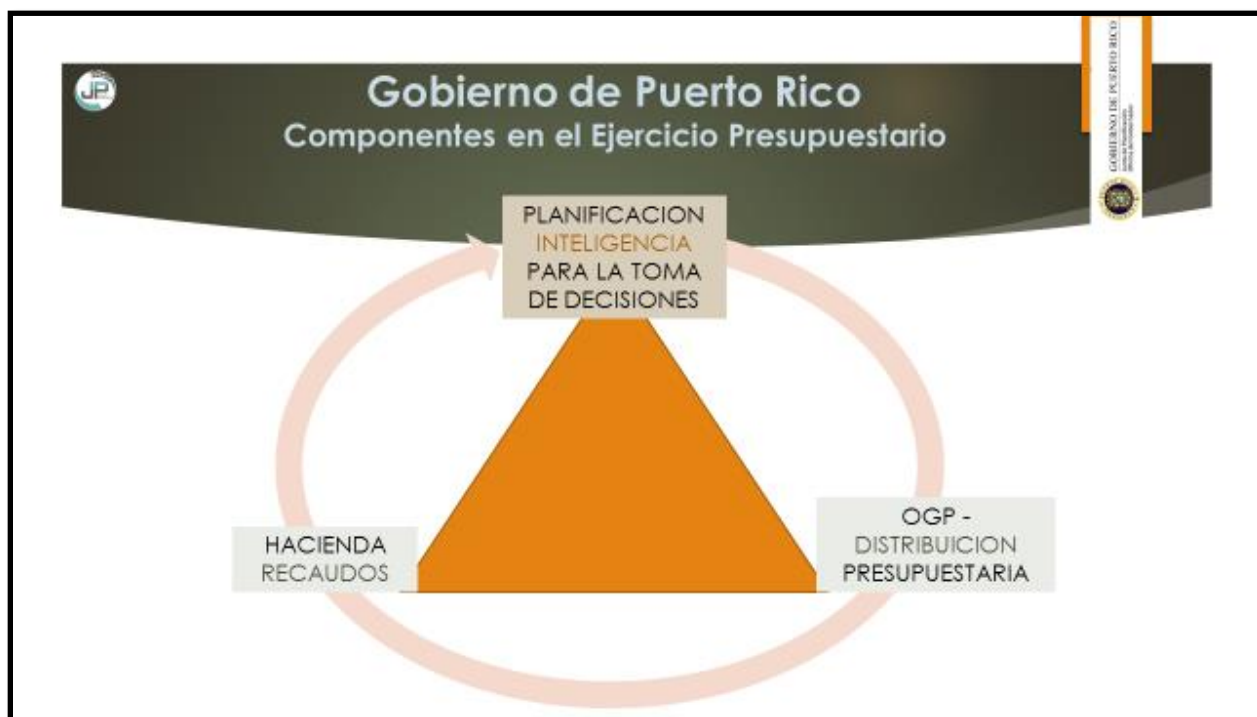 JP
Gobierno de Puerto Rico
Componentes en el Ejercicio Presupuestario
GOBIERNO DE PUERTO RICO
PLANIFICACION
INTELIGENCIA
PARA LA TOMA
DE DECISIONES
HACIENDA
RECAUDOS
OGP -
DISTRIBUICION
PRESUPUESTARIA